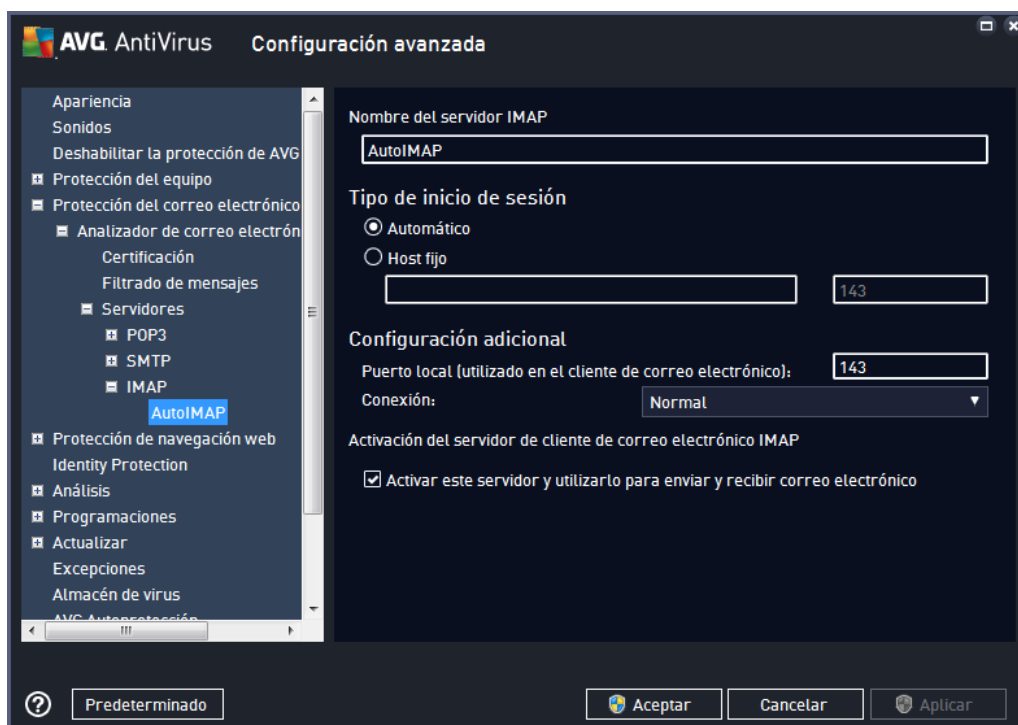 AVG AntiVirus Configuración avanzada
Apariencia
Sonidos
Deshabilitar la protección de AVG
Protección del equipo
Protección del correo electrónico
Analizador de correo electrón
Certificación
Filtrado de mensajes
Servidores
POP3
SMTP
IMAP
AutoIMAP
Protección de navegación web
Identity Protection
Análisis
Programaciones
Actualizar
Excepciones
Almacén de virus
AVG Autoprotección
Nombre del servidor IMAP
AutoIMAP
Tipo de inicio de sesión
Automático
Host fijo
143
Configuración adicional
Puerto local (utilizado en el cliente de correo electrónico): 143
Conexión: Normal
Activación del servidor de cliente de correo electrónico IMAP
Activar este servidor y utilizarlo para enviar y recibir correo electrónico
Predeterminado Aceptar Cancelar Aplicar